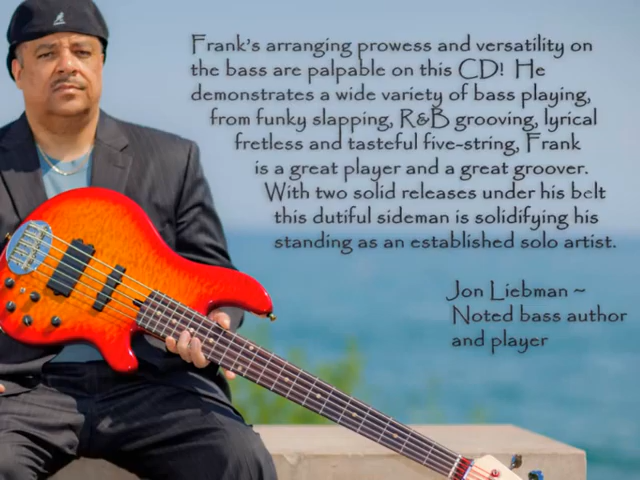 Frank's arranging prowess and versatility on
the bass are palpable on this CD! He
demonstrates a wide variety of bass playing,
from funky slapping, R&B grooving, lyrical
fretless and tasteful five-string, Frank
is a great player and a great groover.
With two solid releases under his belt
this dutiful sideman is solidifying his
standing as an established solo artist.
Jon Liebman ~
Noted bass author
and player